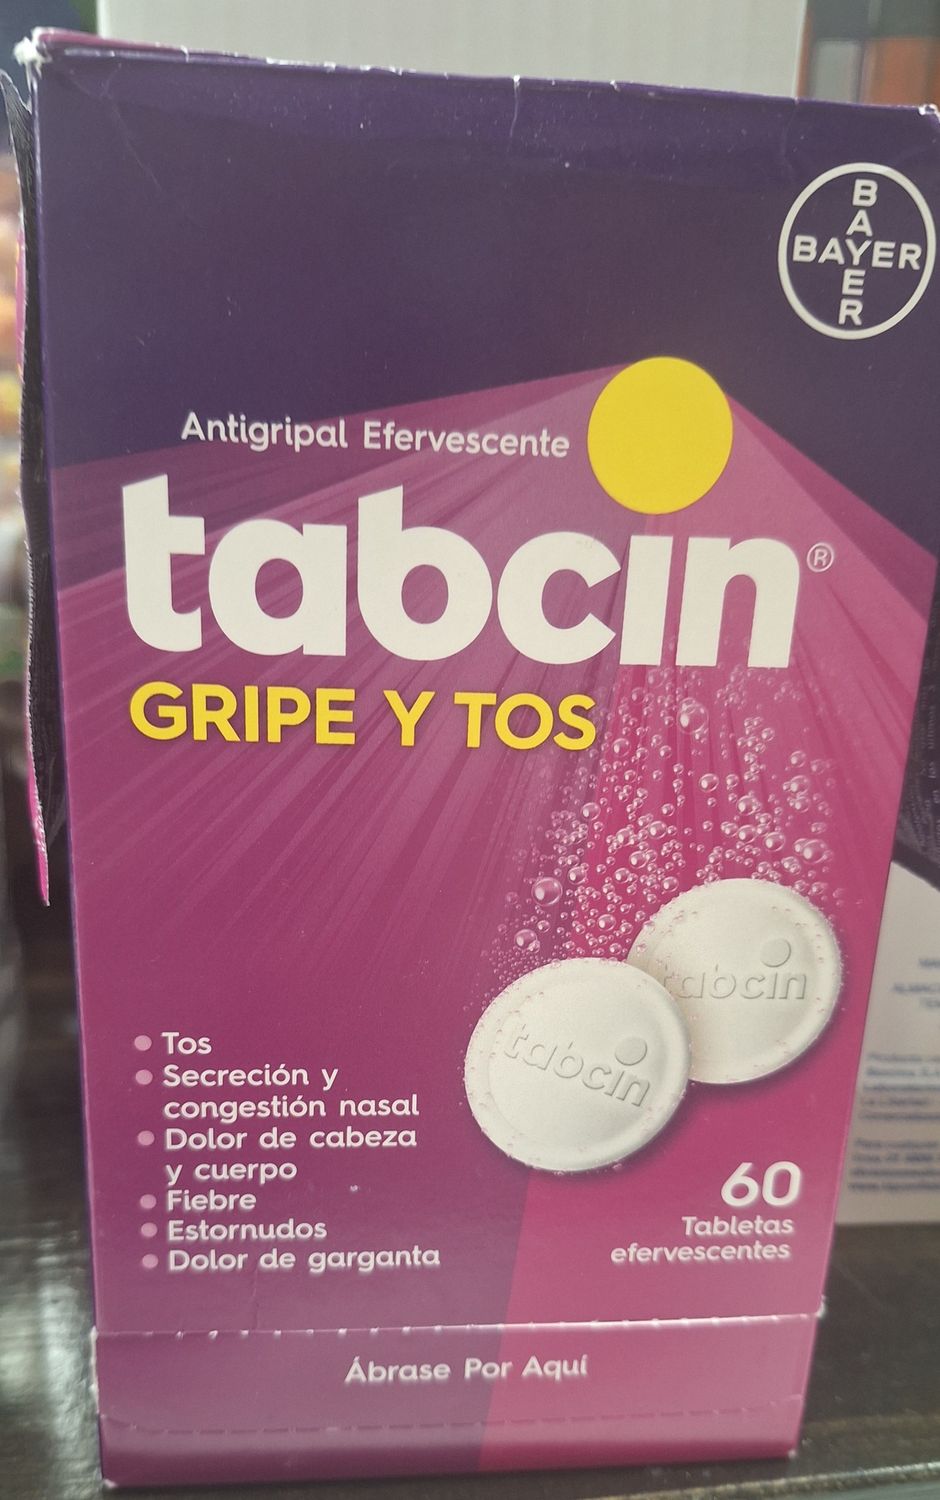 BAYER
BAYER
Antigripal Efervescente
tabcin®
GRIPE Y TOS
tabcin
tabcin
• Tos
• Secreción y
congestión nasal
• Dolor de cabeza
y cuerpo
• Fiebre
• Estornudos
• Dolor de garganta
60
Tabletas
efervescentes
Ábrase Por Aquí